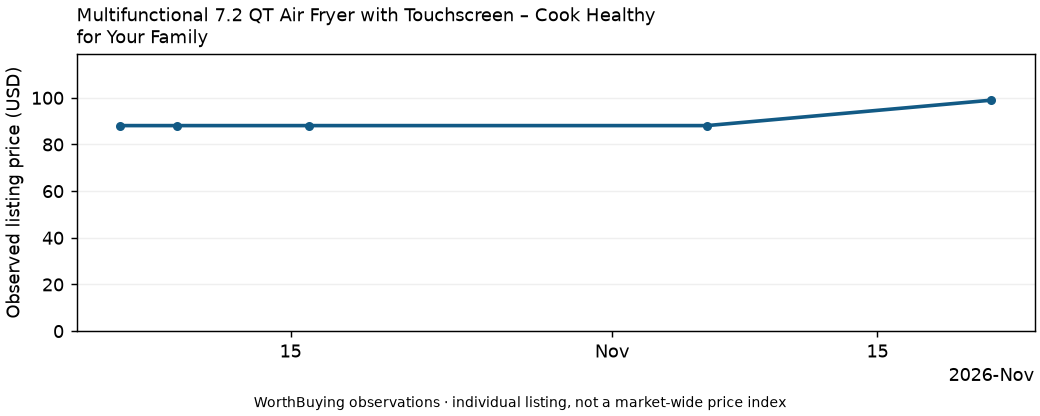 Multifunctional 7.2 QT Air Fryer with Touchscreen – Cook Healthy
for Your Family
Observed listing price (USD)
100
80
60
40
20
0
15
Nov
15
2026-Nov
WorthBuying observations · individual listing, not a market-wide price index